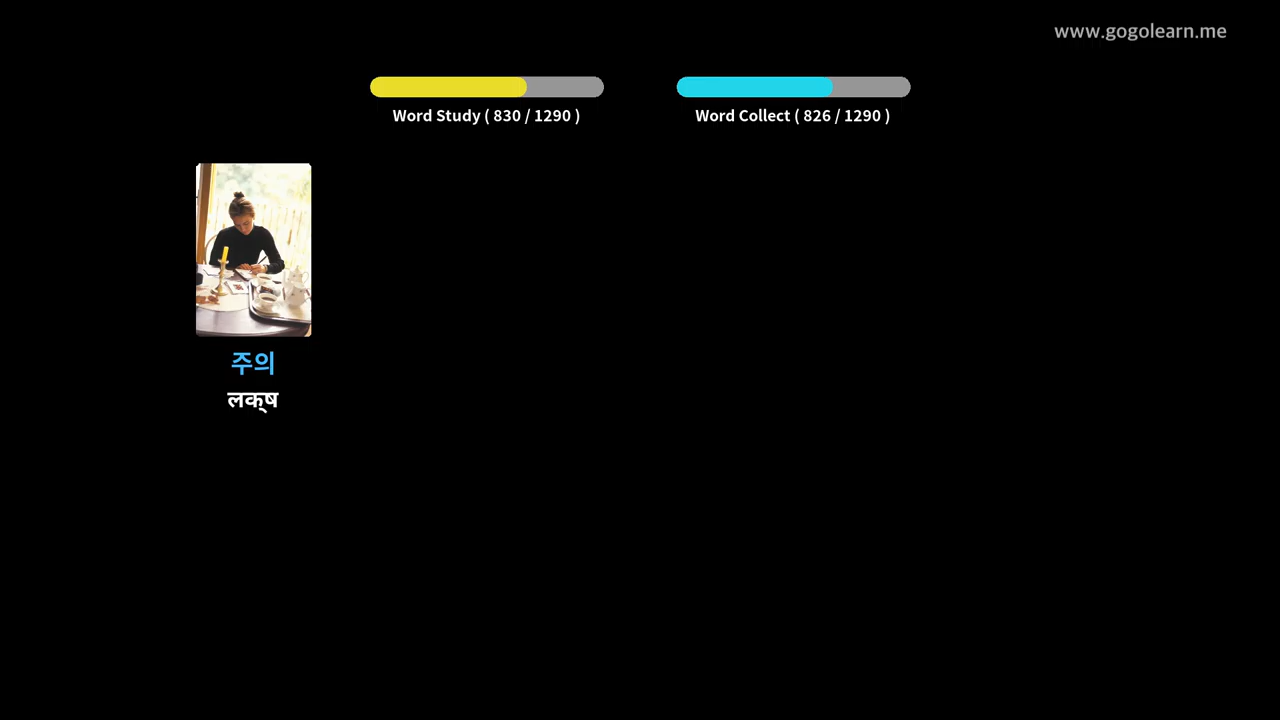 www.gogolearn.me
Word Study ( 830 / 1290 )
Word Collect ( 826 / 1290 )
주의
लक्‌ष